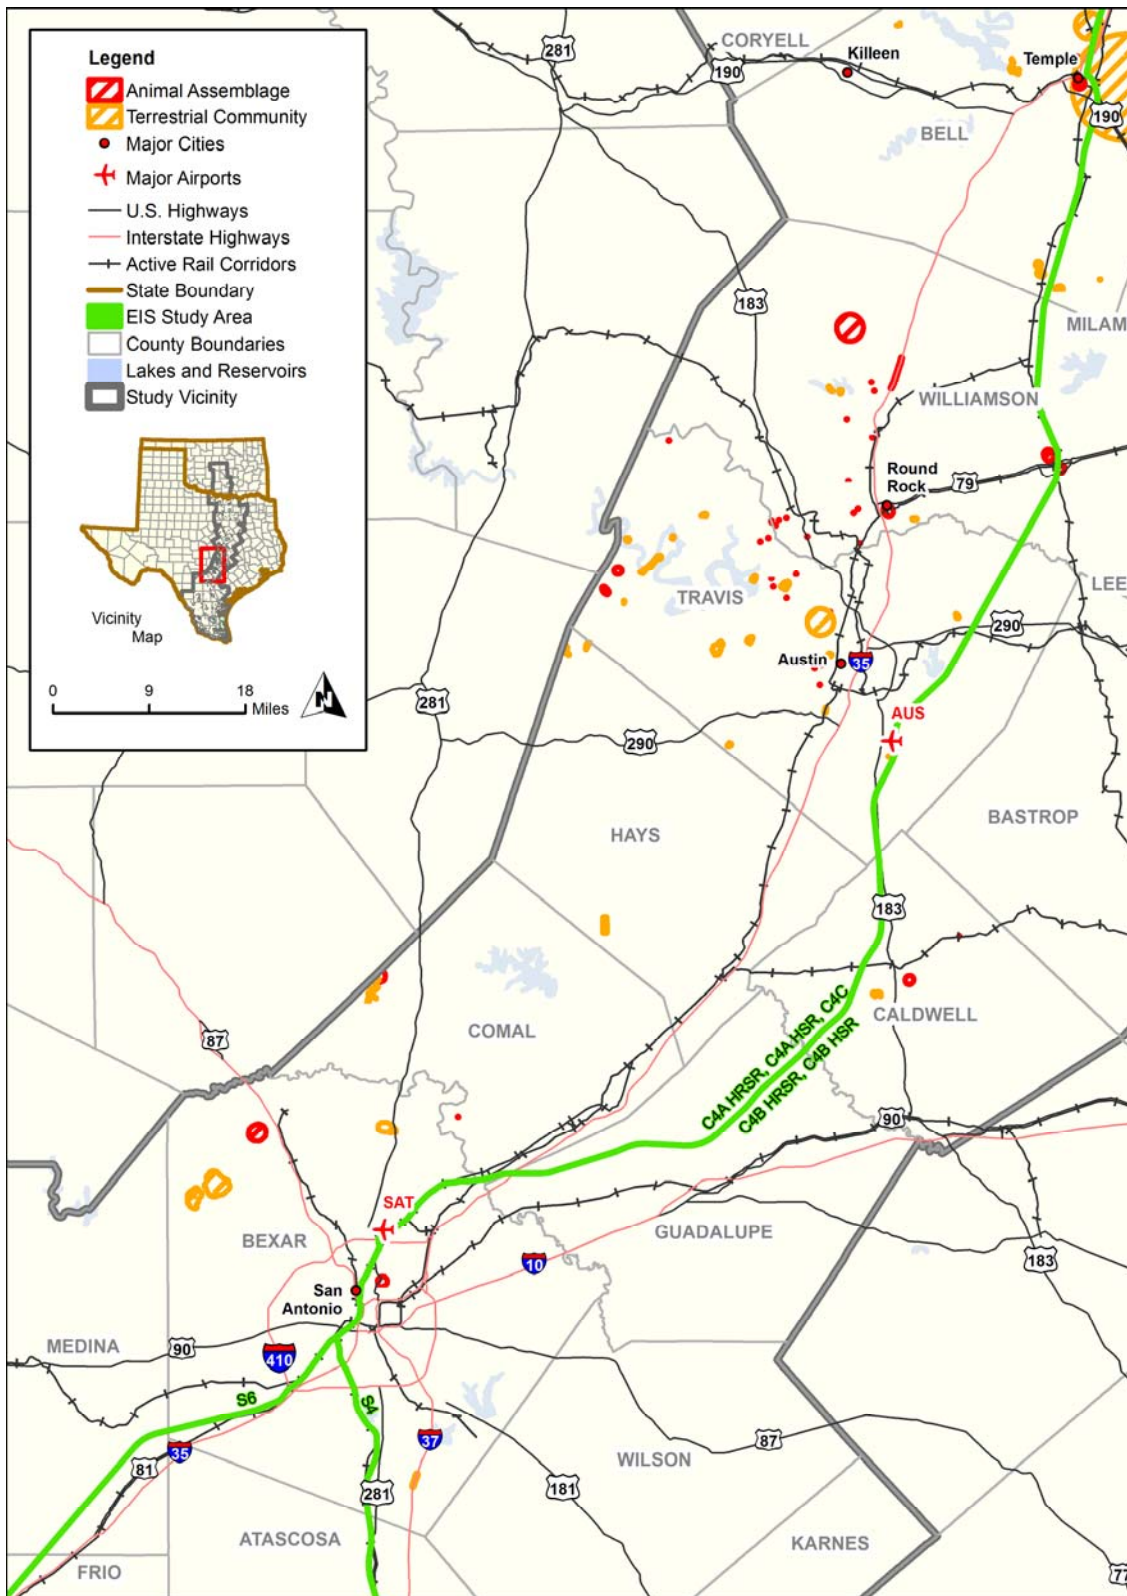 Legend
Animal Assemblage
Terrestrial Community
Major Cities
Major Airports
U.S. Highways
Interstate Highways
Active Rail Corridors
State Boundary
EIS Study Area
County Boundaries
Lakes and Reservoirs
Study Vicinity
Vicinity
Map
0 9 18
Miles
N
281
CORYELL
190
Killeen
Temple
190
BELL
183
MILAM
WILLIAMSON
Round
Rock
79
TRAVIS
LEE
290
Austin
35
281
AUS
290
BASTROP
HAYS
183
CALDWELL
COMAL
87
C4A HRSR, C4A HSR, C4C
C4B HRSR, C4B HSR
90
SAT
BEXAR
GUADALUPE
10
183
San
Antonio
MEDINA
90
410
S6
S4
35
37
87
81
WILSON
281
181
ATASCOSA
KARNES
FRIO
77